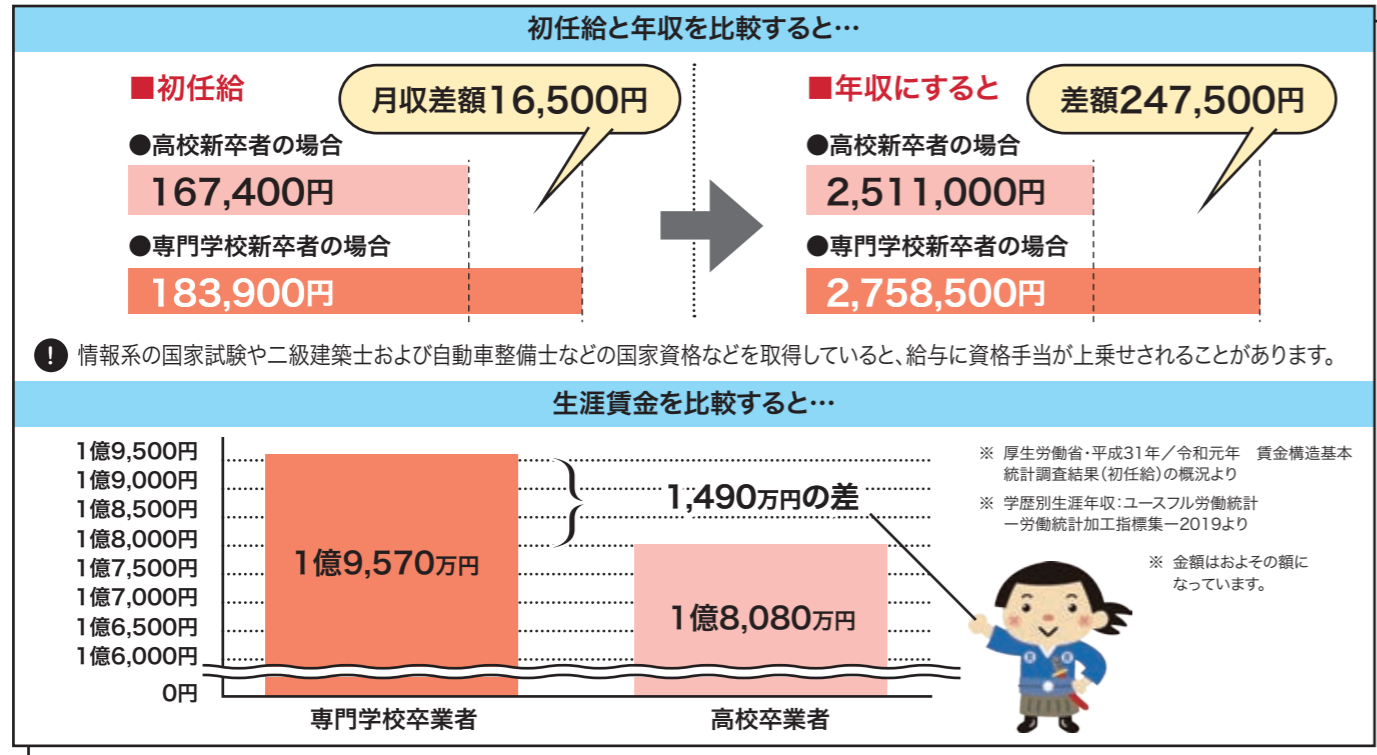 初任給と年収を比較すると…
■初任給
月収差額16,500円
●高校新卒者の場合
167,400円
●専門学校新卒者の場合
183,900円
■年収にすると
差額247,500円
●高校新卒者の場合
2,511,000円
●専門学校新卒者の場合
2,758,500円
! 情報系の国家試験や二級建築士および自動車整備士などの国家資格などを取得していると、給与に資格手当が上乗せされることがあります。
生涯賃金を比較すると…
1億9,500円
1億9,000円
1億8,500円
1億8,000円
1億7,500円
1億7,000円
1億6,500円
1億6,000円
0円
1億9,570万円
専門学校卒業者
1,490万円の差
1億8,080万円
高校卒業者
※ 厚生労働省・平成31年／令和元年　賃金構造基本
統計調査結果(初任給)の概況より
※ 学歴別生涯年収：ユースフル労働統計
ー労働統計加工指標集ー2019より
※ 金額はおよその額に
なっています。